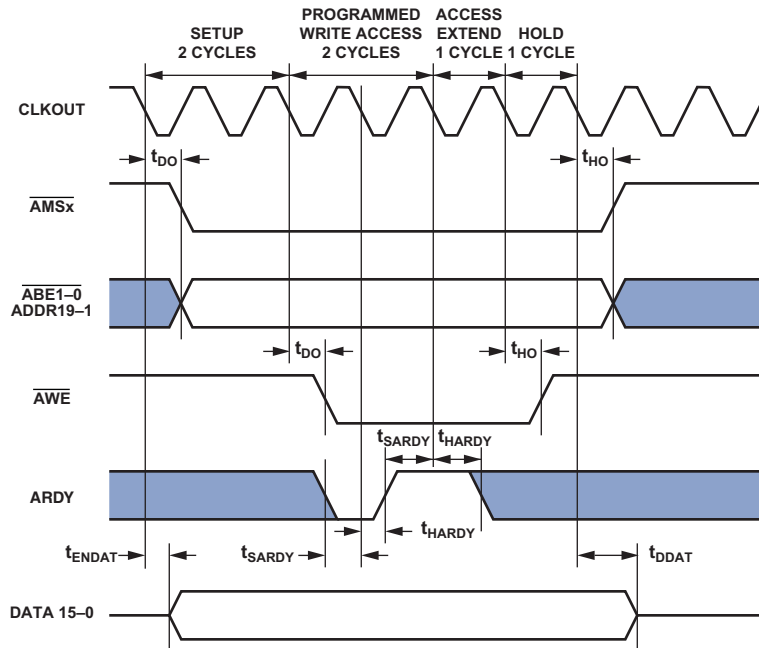 SETUP
2 CYCLES
PROGRAMMED
WRITE ACCESS
2 CYCLES
ACCESS
EXTEND
1 CYCLE
HOLD
1 CYCLE
CLKOUT
tDO
tHO
AMSx
ABE1–0
ADDR19–1
tDO
tHO
AWE
tSARDY
tHARDY
ARDY
tHARDY
tENDAT
tSARDY
tDDAT
DATA 15–0